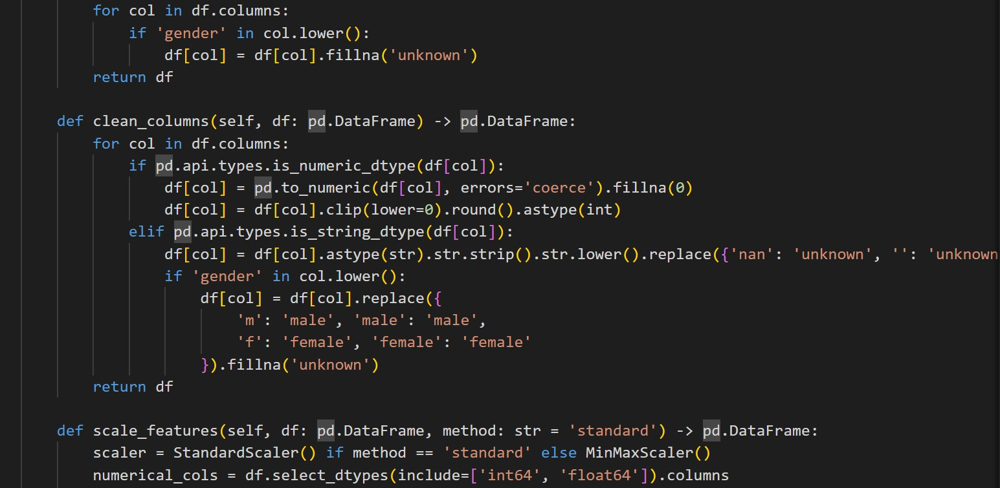 for col in df.columns:
if 'gender' in col.lower():
df[col] = df[col].fillna('unknown')
return df
def clean_columns(self, df: pd.DataFrame) -> pd.DataFrame:
for col in df.columns:
if pd.api.types.is_numeric_dtype(df[col]):
df[col] = pd.to_numeric(df[col], errors='coerce').fillna(0)
df[col] = df[col].clip(lower=0).round().astype(int)
elif pd.api.types.is_string_dtype(df[col]):
df[col] = df[col].astype(str).str.strip().str.lower().replace({'nan': 'unknown', '': 'unknown
if 'gender' in col.lower():
df[col] = df[col].replace({
'm': 'male', 'male': 'male',
'f': 'female', 'female': 'female'
}).fillna('unknown')
return df
def scale_features(self, df: pd.DataFrame, method: str = 'standard') -> pd.DataFrame:
scaler = StandardScaler() if method == 'standard' else MinMaxScaler()
numerical_cols = df.select_dtypes(include=['int64', 'float64']).columns